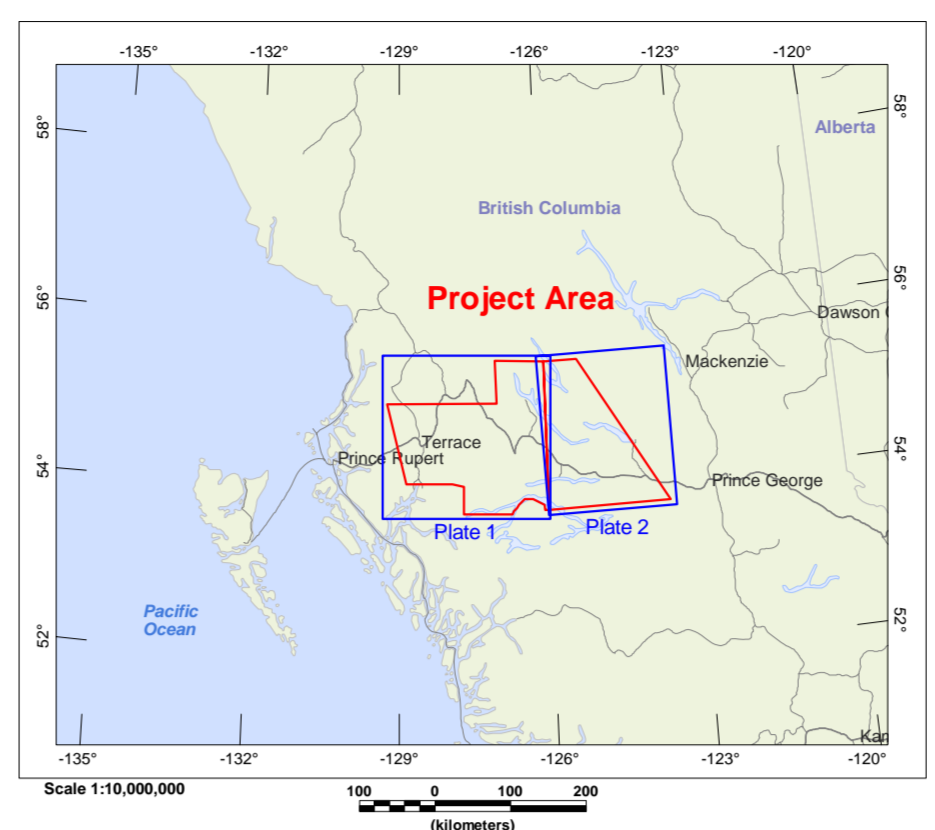 -135° -132° -129° -126° -123° -120°
58° 58°
Alberta
British Columbia
56° 56°
Project Area
Dawson C
Mackenzie
Terrace
54° Prince Rupert 54°
Prince George
Plate 1 Plate 2
Pacific
Ocean
52° 52°
Kam
-135° -132° -129° -126° -123° -120°
Scale 1:10,000,000
100 0 100 200
(kilometers)